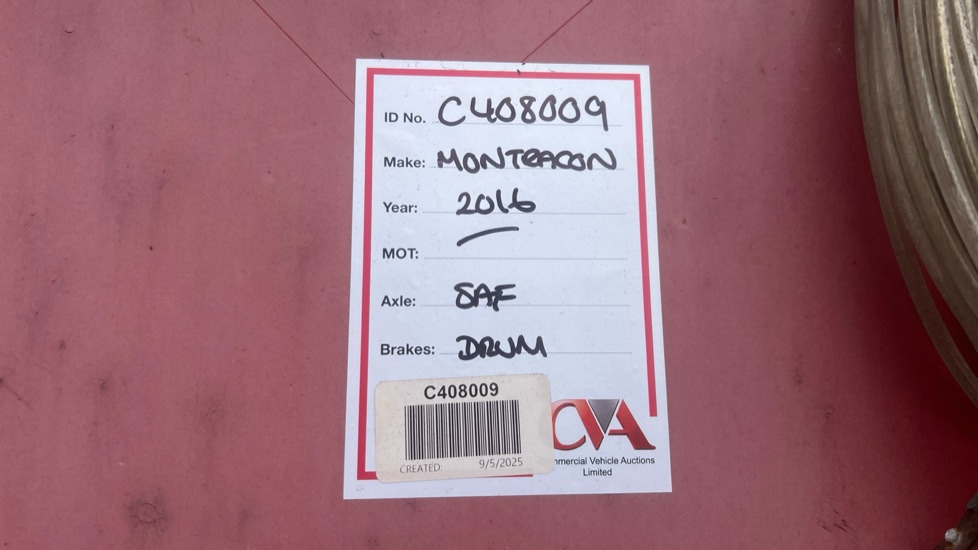 ID No. C408009
Make: MONTRACON
Year: 2016
MOT: —
Axle: SAF
Brakes: DRUM
C408009
CREATED: 9/5/2025
CVA
mmercial Vehicle Auctions
Limited